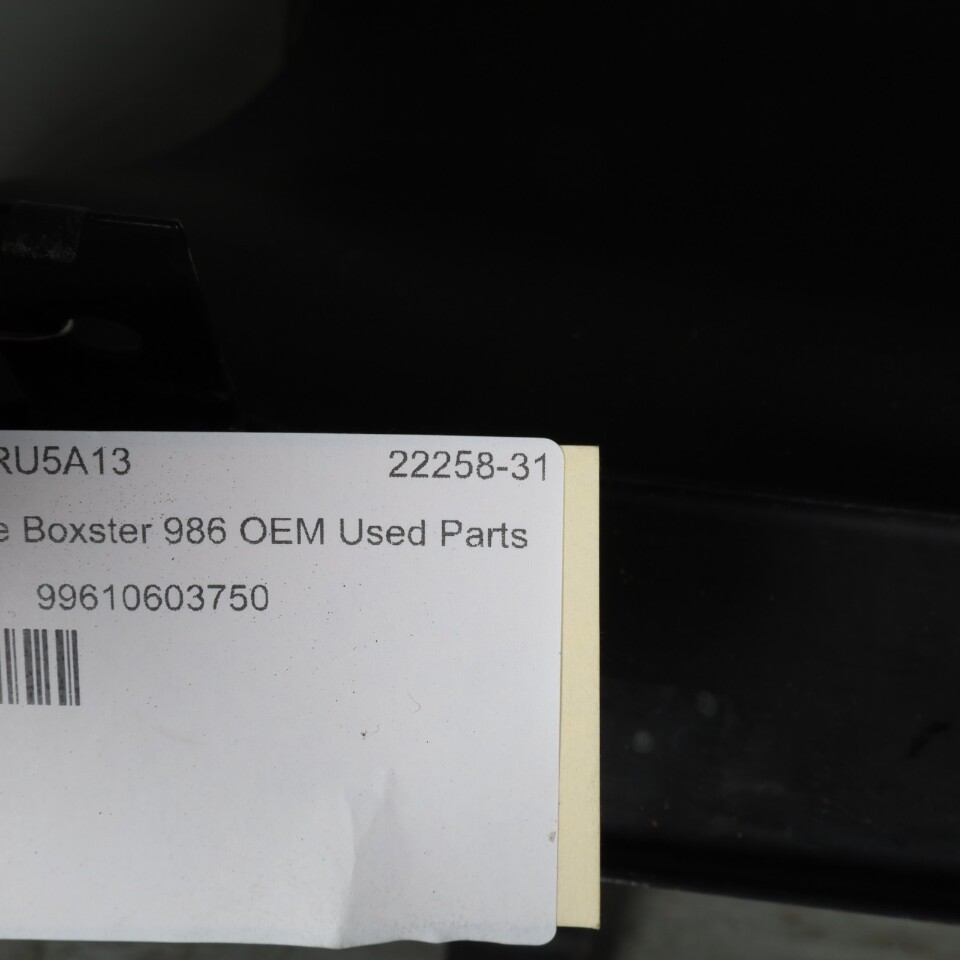 RU5A13 22258-31
e Boxster 986 OEM Used Parts
99610603750